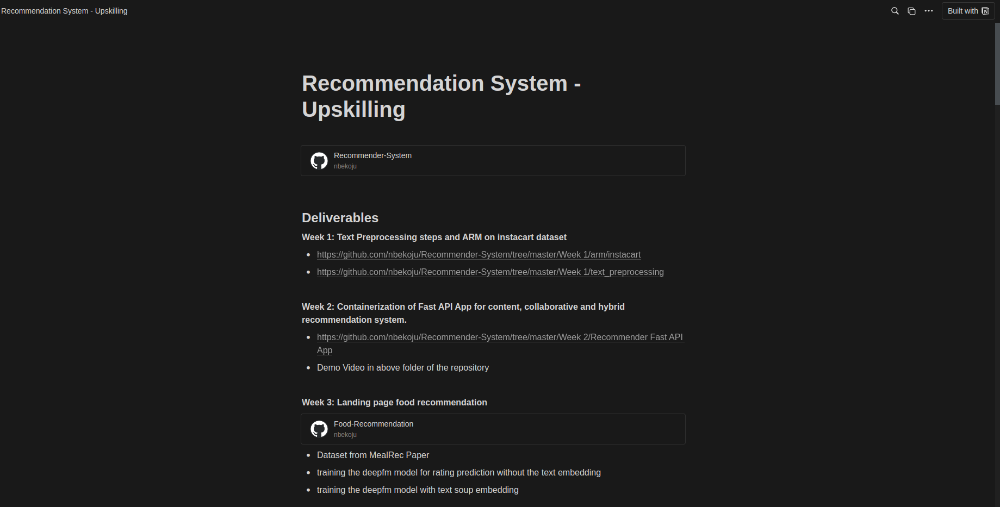 Recommendation System - Upskilling
Built with
Recommendation System -
Upskilling
Recommender-System
nbekoju
Deliverables
Week 1: Text Preprocessing steps and ARM on instacart dataset
https://github.com/nbekoju/Recommender-System/tree/master/Week 1/arm/instacart
https://github.com/nbekoju/Recommender-System/tree/master/Week 1/text_preprocessing
Week 2: Containerization of Fast API App for content, collaborative and hybrid
recommendation system.
https://github.com/nbekoju/Recommender-System/tree/master/Week 2/Recommender Fast API
App
Demo Video in above folder of the repository
Week 3: Landing page food recommendation
Food-Recommendation
nbekoju
Dataset from MealRec Paper
training the deepfm model for rating prediction without the text embedding
training the deepfm model with text soup embedding